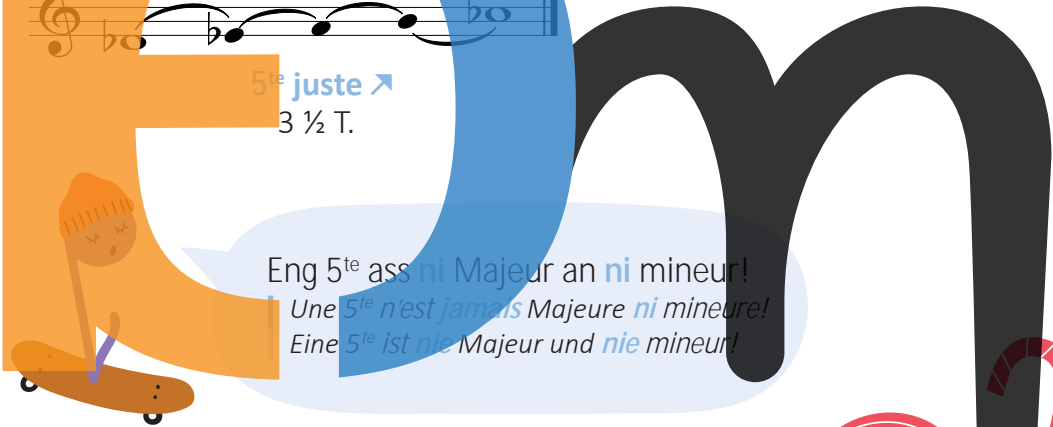 5te juste ↗
3 ½ T.
Eng 5te ass ni Majeur an ni mineur!
Une 5te n'est jamais Majeure ni mineure!
Eine 5te ist nie Majeur und nie mineur!